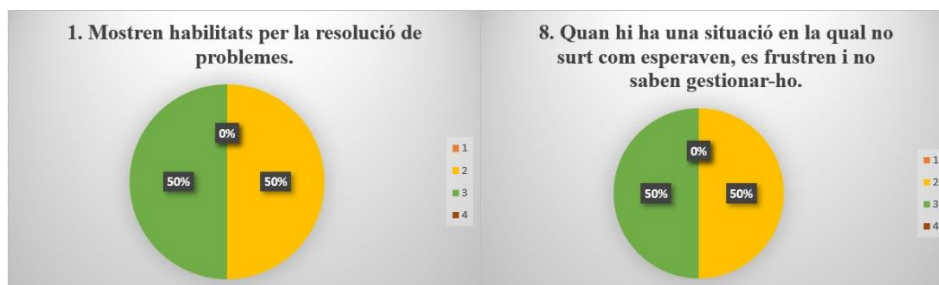 1. Mostren habilitats per la resolució de
problemes.
0%
50%
50%
1
2
3
4
8. Quan hi ha una situació en la qual no
surt com esperaven, es frustren i no
saben gestionar-ho.
0%
50%
50%
1
2
3
4